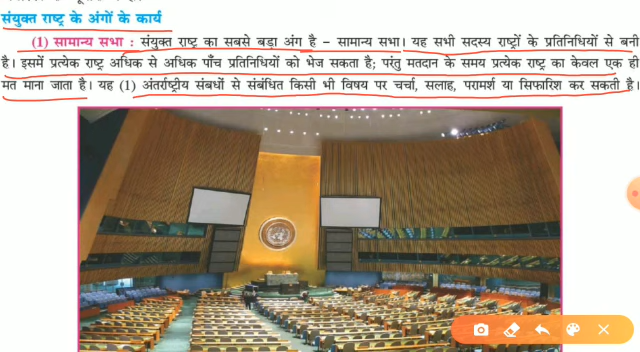 संयुक्त राष्ट्र के अंगों के कार्य
(1) सामान्य सभा : संयुक्त राष्ट्र का सबसे बड़ा अंग है – सामान्य सभा। यह सभी सदस्य राष्ट्रों के प्रतिनिधियों से बनी
है। इसमें प्रत्येक राष्ट्र अधिक से अधिक पाँच प्रतिनिधियों को भेज सकता है; परंतु मतदान के समय प्रत्येक राष्ट्र का केवल एक ही
मत माना जाता है। यह (1) अंतर्राष्ट्रीय संबधों से संबंधित किसी भी विषय पर चर्चा, सलाह, परामर्श या सिफारिश कर सकती है।